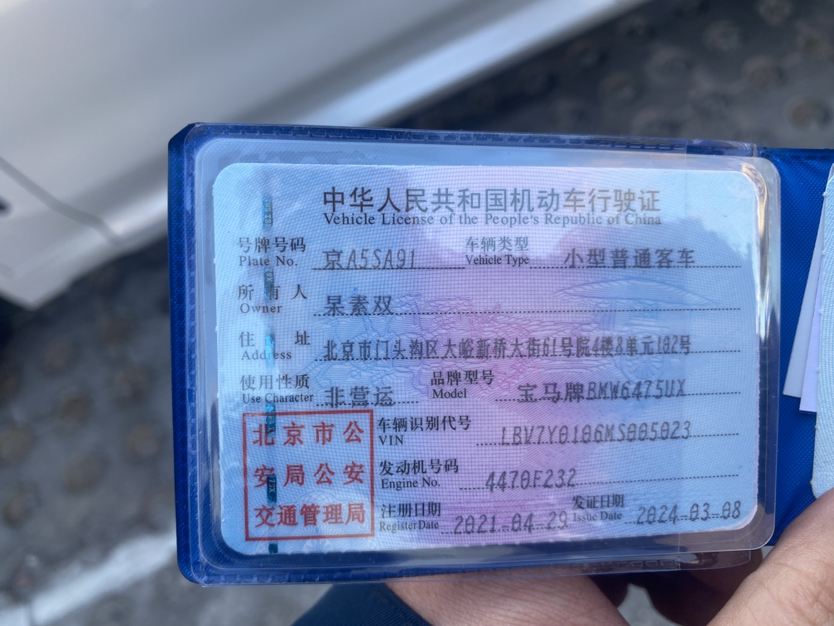 中华人民共和国机动车行驶证
Vehicle License of the People's Republic of China
号牌号码 京A5SA91 车辆类型 小型普通客车
Plate No. Vehicle Type
所有人 杲素双
Owner
住址 北京市门头沟区大峪新桥大街61号院4楼8单元102号
Address
使用性质 非营运 品牌型号 宝马牌BMW6475UX
Use Character Model
北京市公 车辆识别代号 LBV7Y0106MS005023
VIN
安局公安 发动机号码 4470F232
Engine No.
交通管理局 注册日期 2021-04-29 发证日期 2024-03-08
Register Date Issue Date